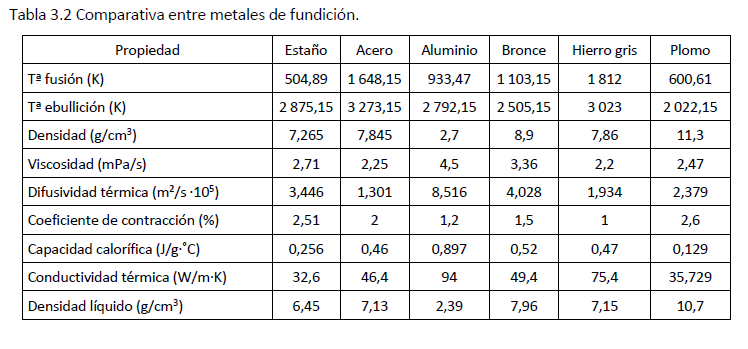 Tabla 3.2 Comparativa entre metales de fundición.
Propiedad Estaño Acero Aluminio Bronce Hierro gris Plomo
Tª fusión (K) 504,89 1 648,15 933,47 1 103,15 1 812 600,61
Tª ebullición (K) 2 875,15 3 273,15 2 792,15 2 505,15 3 023 2 022,15
Densidad (g/cm³) 7,265 7,845 2,7 8,9 7,86 11,3
Viscosidad (mPa/s) 2,71 2,25 4,5 3,36 2,2 2,47
Difusividad térmica (m²/s ·10⁵) 3,446 1,301 8,516 4,028 1,934 2,379
Coeficiente de contracción (%) 2,51 2 1,2 1,5 1 2,6
Capacidad calorífica (J/g·˚C) 0,256 0,46 0,897 0,52 0,47 0,129
Conductividad térmica (W/m·K) 32,6 46,4 94 49,4 75,4 35,729
Densidad líquido (g/cm³) 6,45 7,13 2,39 7,96 7,15 10,7